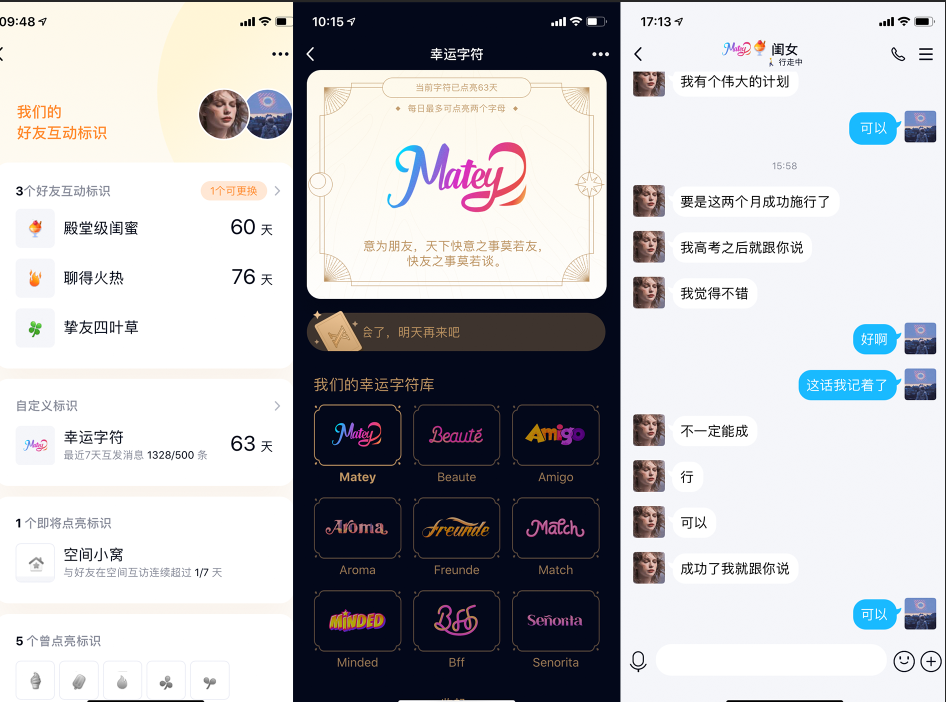 09:48
我们的
好友互动标识
3个好友互动标识
1个可更换
殿堂级闺蜜
60 天
聊得火热
76 天
挚友四叶草
自定义标识
幸运字符
63 天
最近7天互发消息 1328/500 条
1 个即将点亮标识
空间小窝
与好友在空间互访连续超过 1/7 天
5 个曾点亮标识
10:15
幸运字符
当前字符已点亮63天
每日最多可点亮两个字母
Matey
意为朋友，天下快意之事莫若友，
快友之事莫若谈。
会了，明天再来吧
我们的幸运字符库
Matey
Beauté
Amigo
Matey
Beaute
Amigo
Aroma
Freunde
Match
Aroma
Freunde
Match
MINDED
Bff
Señorita
Minded
Bff
Senorita
17:13
Matey 闺女
行走中
我有个伟大的计划
可以
15:58
要是这两个月成功施行了
我高考之后就跟你说
我觉得不错
好啊
这话我记着了
不一定能成
行
可以
成功了我就跟你说
可以